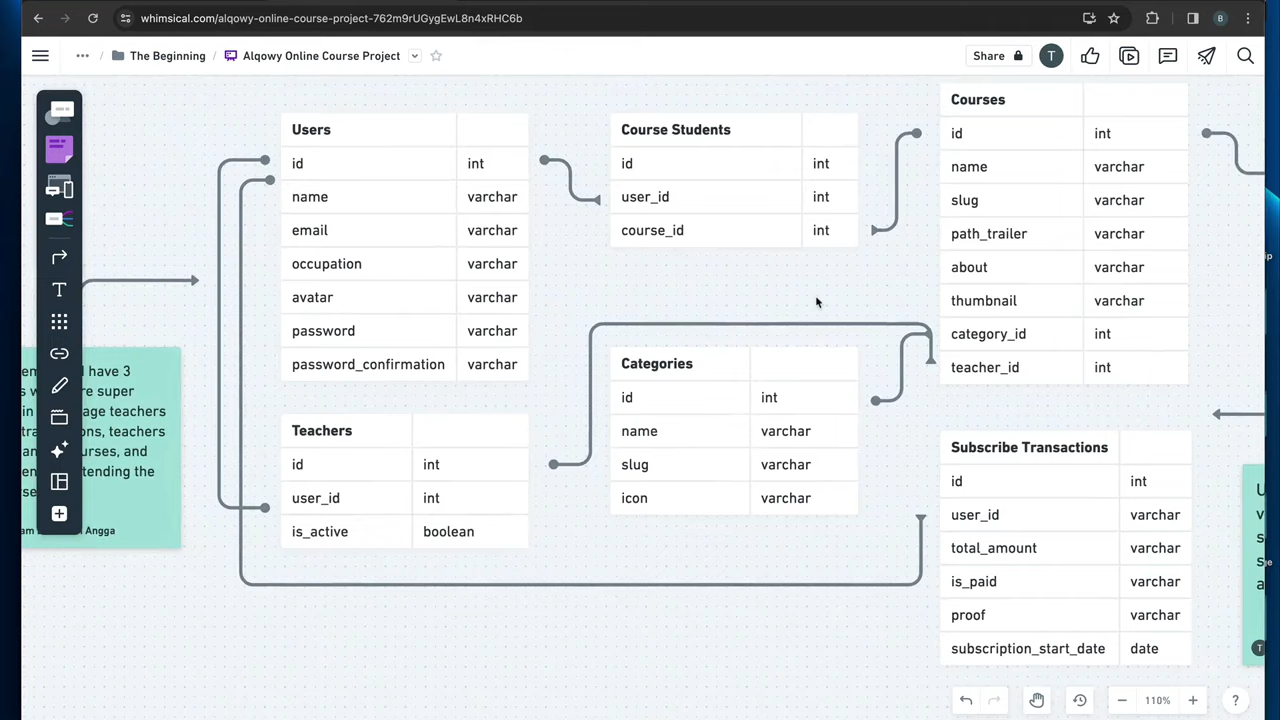 whimsical.com/alqowy-online-course-project-762m9rUGygEwL8n4xRHC6b
B
... / The Beginning / Alqowy Online Course Project
Share
T
Users
id int
name varchar
email varchar
occupation varchar
avatar varchar
password varchar
password_confirmation varchar
Teachers
id int
user_id int
is_active boolean
Course Students
id int
user_id int
course_id int
Categories
id int
name varchar
slug varchar
icon varchar
Courses
id int
name varchar
slug varchar
path_trailer varchar
about varchar
thumbnail varchar
category_id int
teacher_id int
Subscribe Transactions
id int
user_id varchar
total_amount varchar
is_paid varchar
proof varchar
subscription_start_date date
have 3
super
teachers
teachers
and
tending the
Angga
T
110%
?